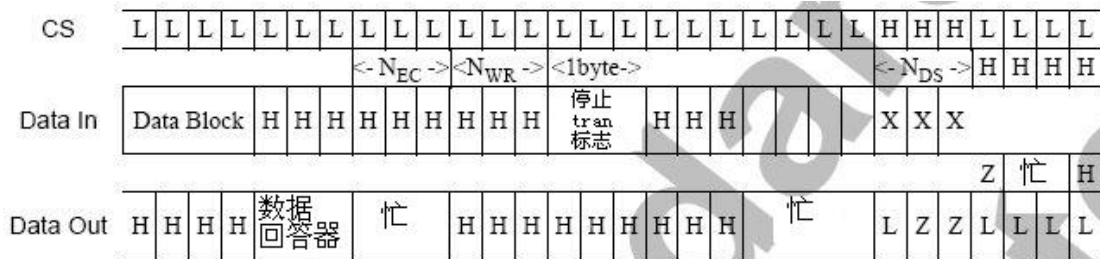 CS L L L L L L L L L L L L L L L L L L L L L L L H H H L L L L
<- NEC -> <NWR -> <1byte-> <- NDS -> H H H H
Data In Data Block H H H H H H H H H 停止 H H H X X X
tran
标志
Z 忙 H
Data Out H H H H 数据 忙 H H H H H H H H H 忙 L Z Z L L L L
回答器